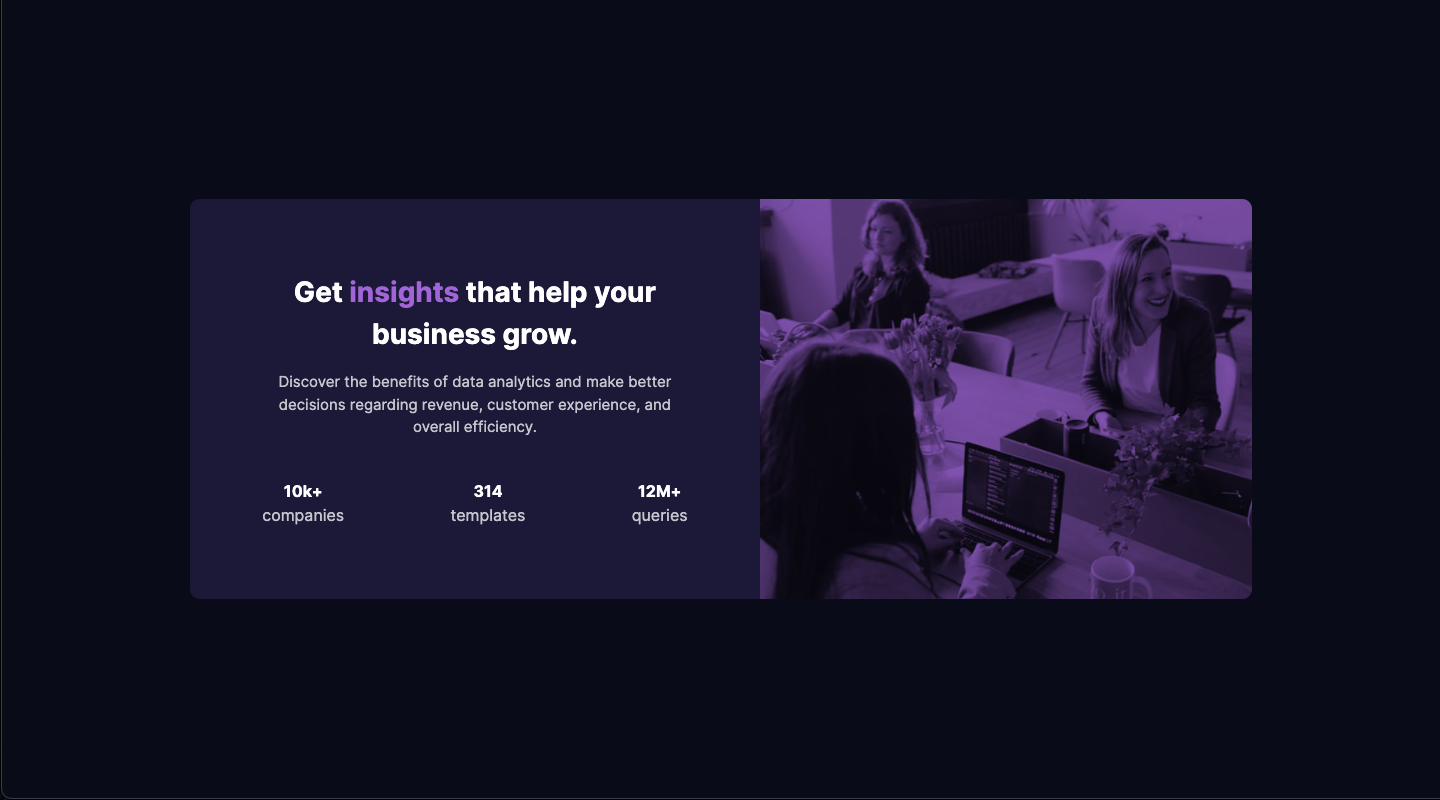 Get insights that help your
business grow.
Discover the benefits of data analytics and make better
decisions regarding revenue, customer experience, and
overall efficiency.
10k+
companies
314
templates
12M+
queries